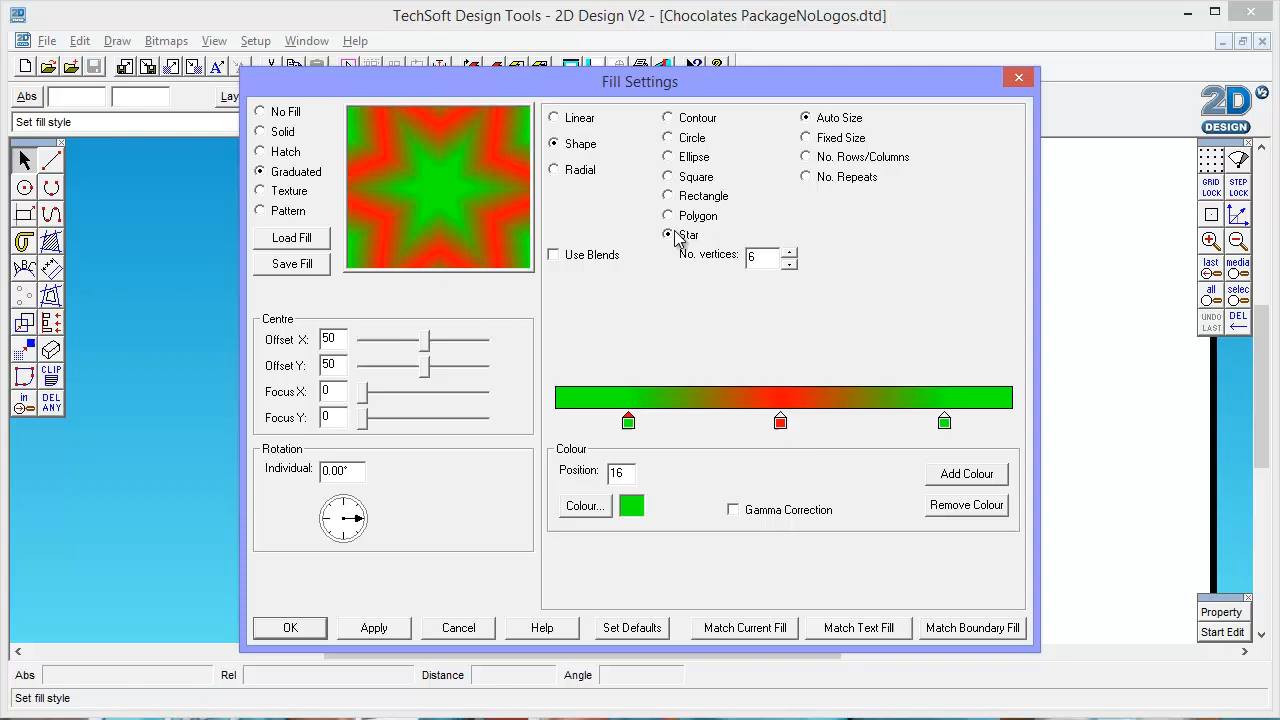 TechSoft Design Tools - 2D Design V2 - [Chocolates PackageNoLogos.dtd]
File Edit Draw Bitmaps View Setup Window Help
Abs
Lay
Set fill style
2D V2
DESIGN
Fill Settings
No Fill
Solid
Hatch
Graduated
Texture
Pattern
Load Fill
Save Fill
Linear
Shape
Radial
Use Blends
Contour
Circle
Ellipse
Square
Rectangle
Polygon
Star
No. vertices: 6
Auto Size
Fixed Size
No. Rows/Columns
No. Repeats
Centre
Offset X: 50
Offset Y: 50
Focus X: 0
Focus Y: 0
Rotation
Individual: 0.00°
Colour
Position: 16
Add Colour
Colour...
Gamma Correction
Remove Colour
OK Apply Cancel Help Set Defaults Match Current Fill Match Text Fill Match Boundary Fill
ABC
CLIP
in
DEL
ANY
GRID
LOCK
STEP
LOCK
last
media
all
selec
UNDO
LAST
DEL
Property
Start Edit
Abs Rel Distance Angle
Set fill style